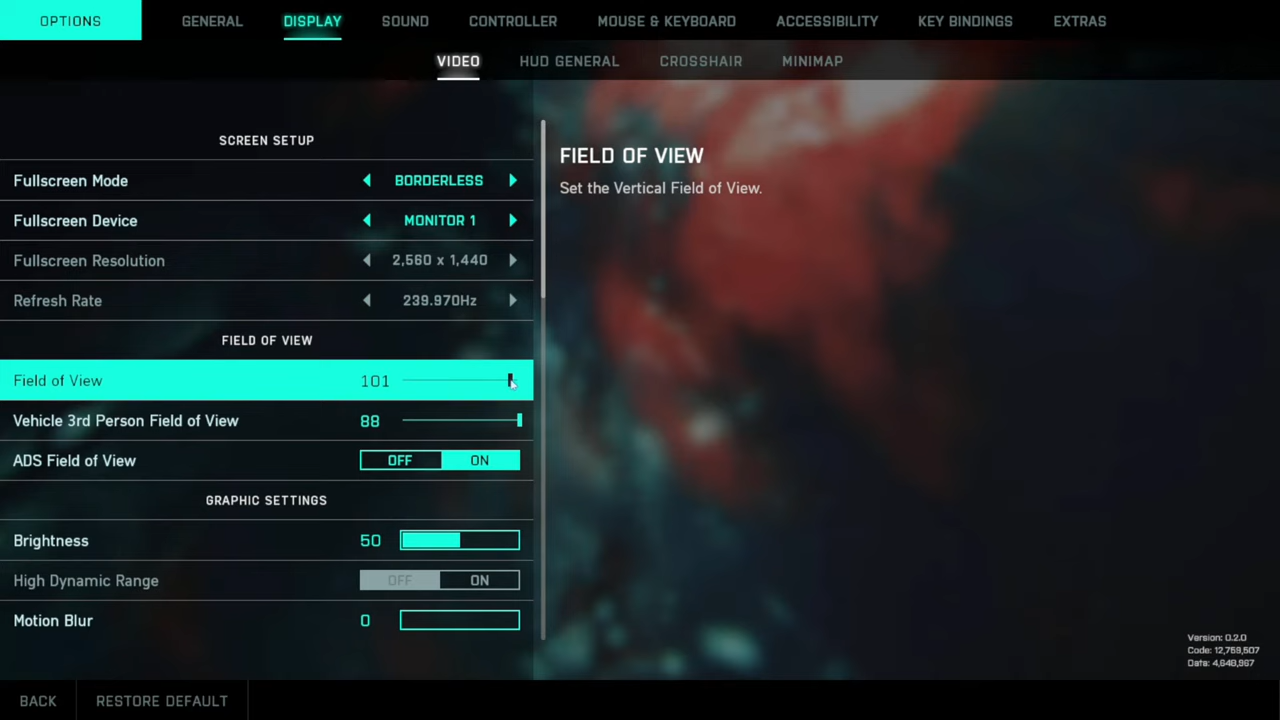 OPTIONS GENERAL DISPLAY SOUND CONTROLLER MOUSE & KEYBOARD ACCESSIBILITY KEY BINDINGS EXTRAS
VIDEO HUD GENERAL CROSSHAIR MINIMAP
SCREEN SETUP
Fullscreen Mode BORDERLESS
Fullscreen Device MONITOR 1
Fullscreen Resolution 2,560 x 1,440
Refresh Rate 239.970Hz
FIELD OF VIEW
Field of View 101
Vehicle 3rd Person Field of View 88
ADS Field of View OFF ON
GRAPHIC SETTINGS
Brightness 50
High Dynamic Range OFF ON
Motion Blur 0
FIELD OF VIEW
Set the Vertical Field of View.
Version: 0.2.0
Code: 12,759,507
Data: 4,648,967
BACK RESTORE DEFAULT